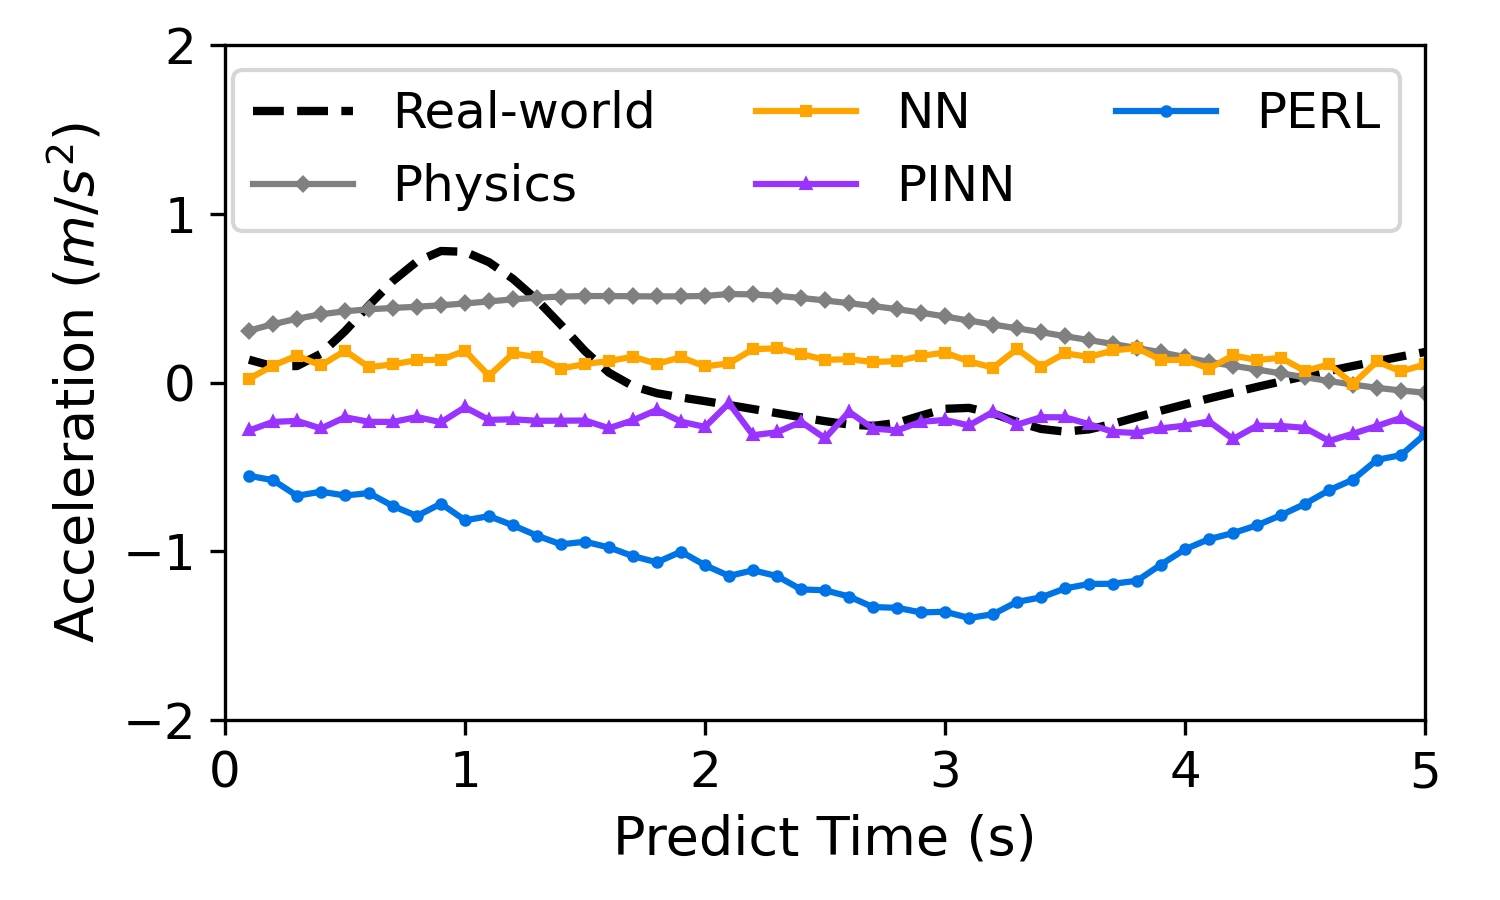 2
1
0
−1
−2
Acceleration (m/s²)
Real-world
Physics
NN
PINN
PERL
0 1 2 3 4 5
Predict Time (s)